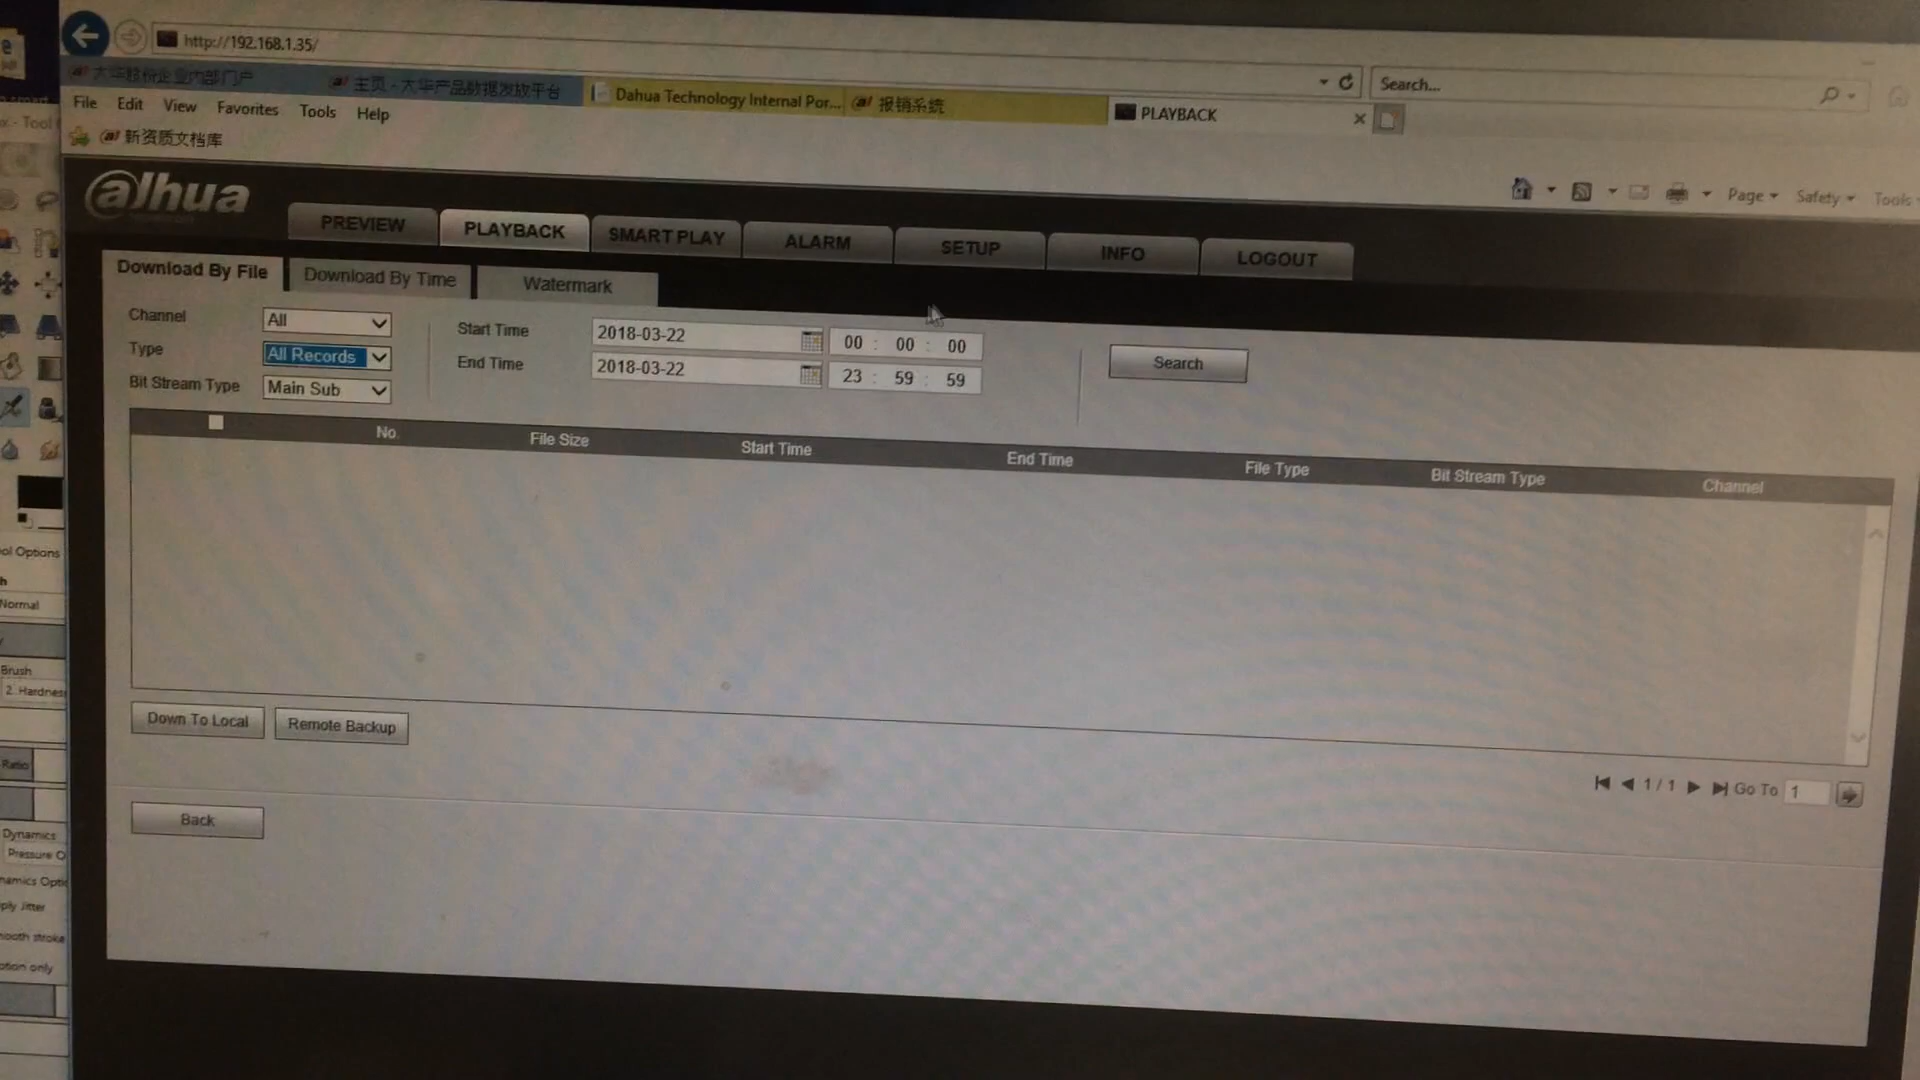 http://192.168.1.35/
Search...
大华股份企业内部门户
主页 - 大华产品数据发放平台
Dahua Technology Internal Por...
报销系统
PLAYBACK
File Edit View Favorites Tools Help
新资质文档库
Page Safety Tools
alhua
PREVIEW PLAYBACK SMART PLAY ALARM SETUP INFO LOGOUT
Download By File Download By Time Watermark
Channel All
Type All Records
Bit Stream Type Main Sub
Start Time 2018-03-22 00 : 00 : 00
End Time 2018-03-22 23 : 59 : 59
Search
No. File Size Start Time End Time File Type Bit Stream Type Channel
Down To Local Remote Backup
1 / 1 Go To 1
Back
- Tool
ol Options
h
Normal
Brush
2. Hardness
Ratio
Dynamics
Pressure O
namics Opti
ply Jitter
mooth stroke
ation only